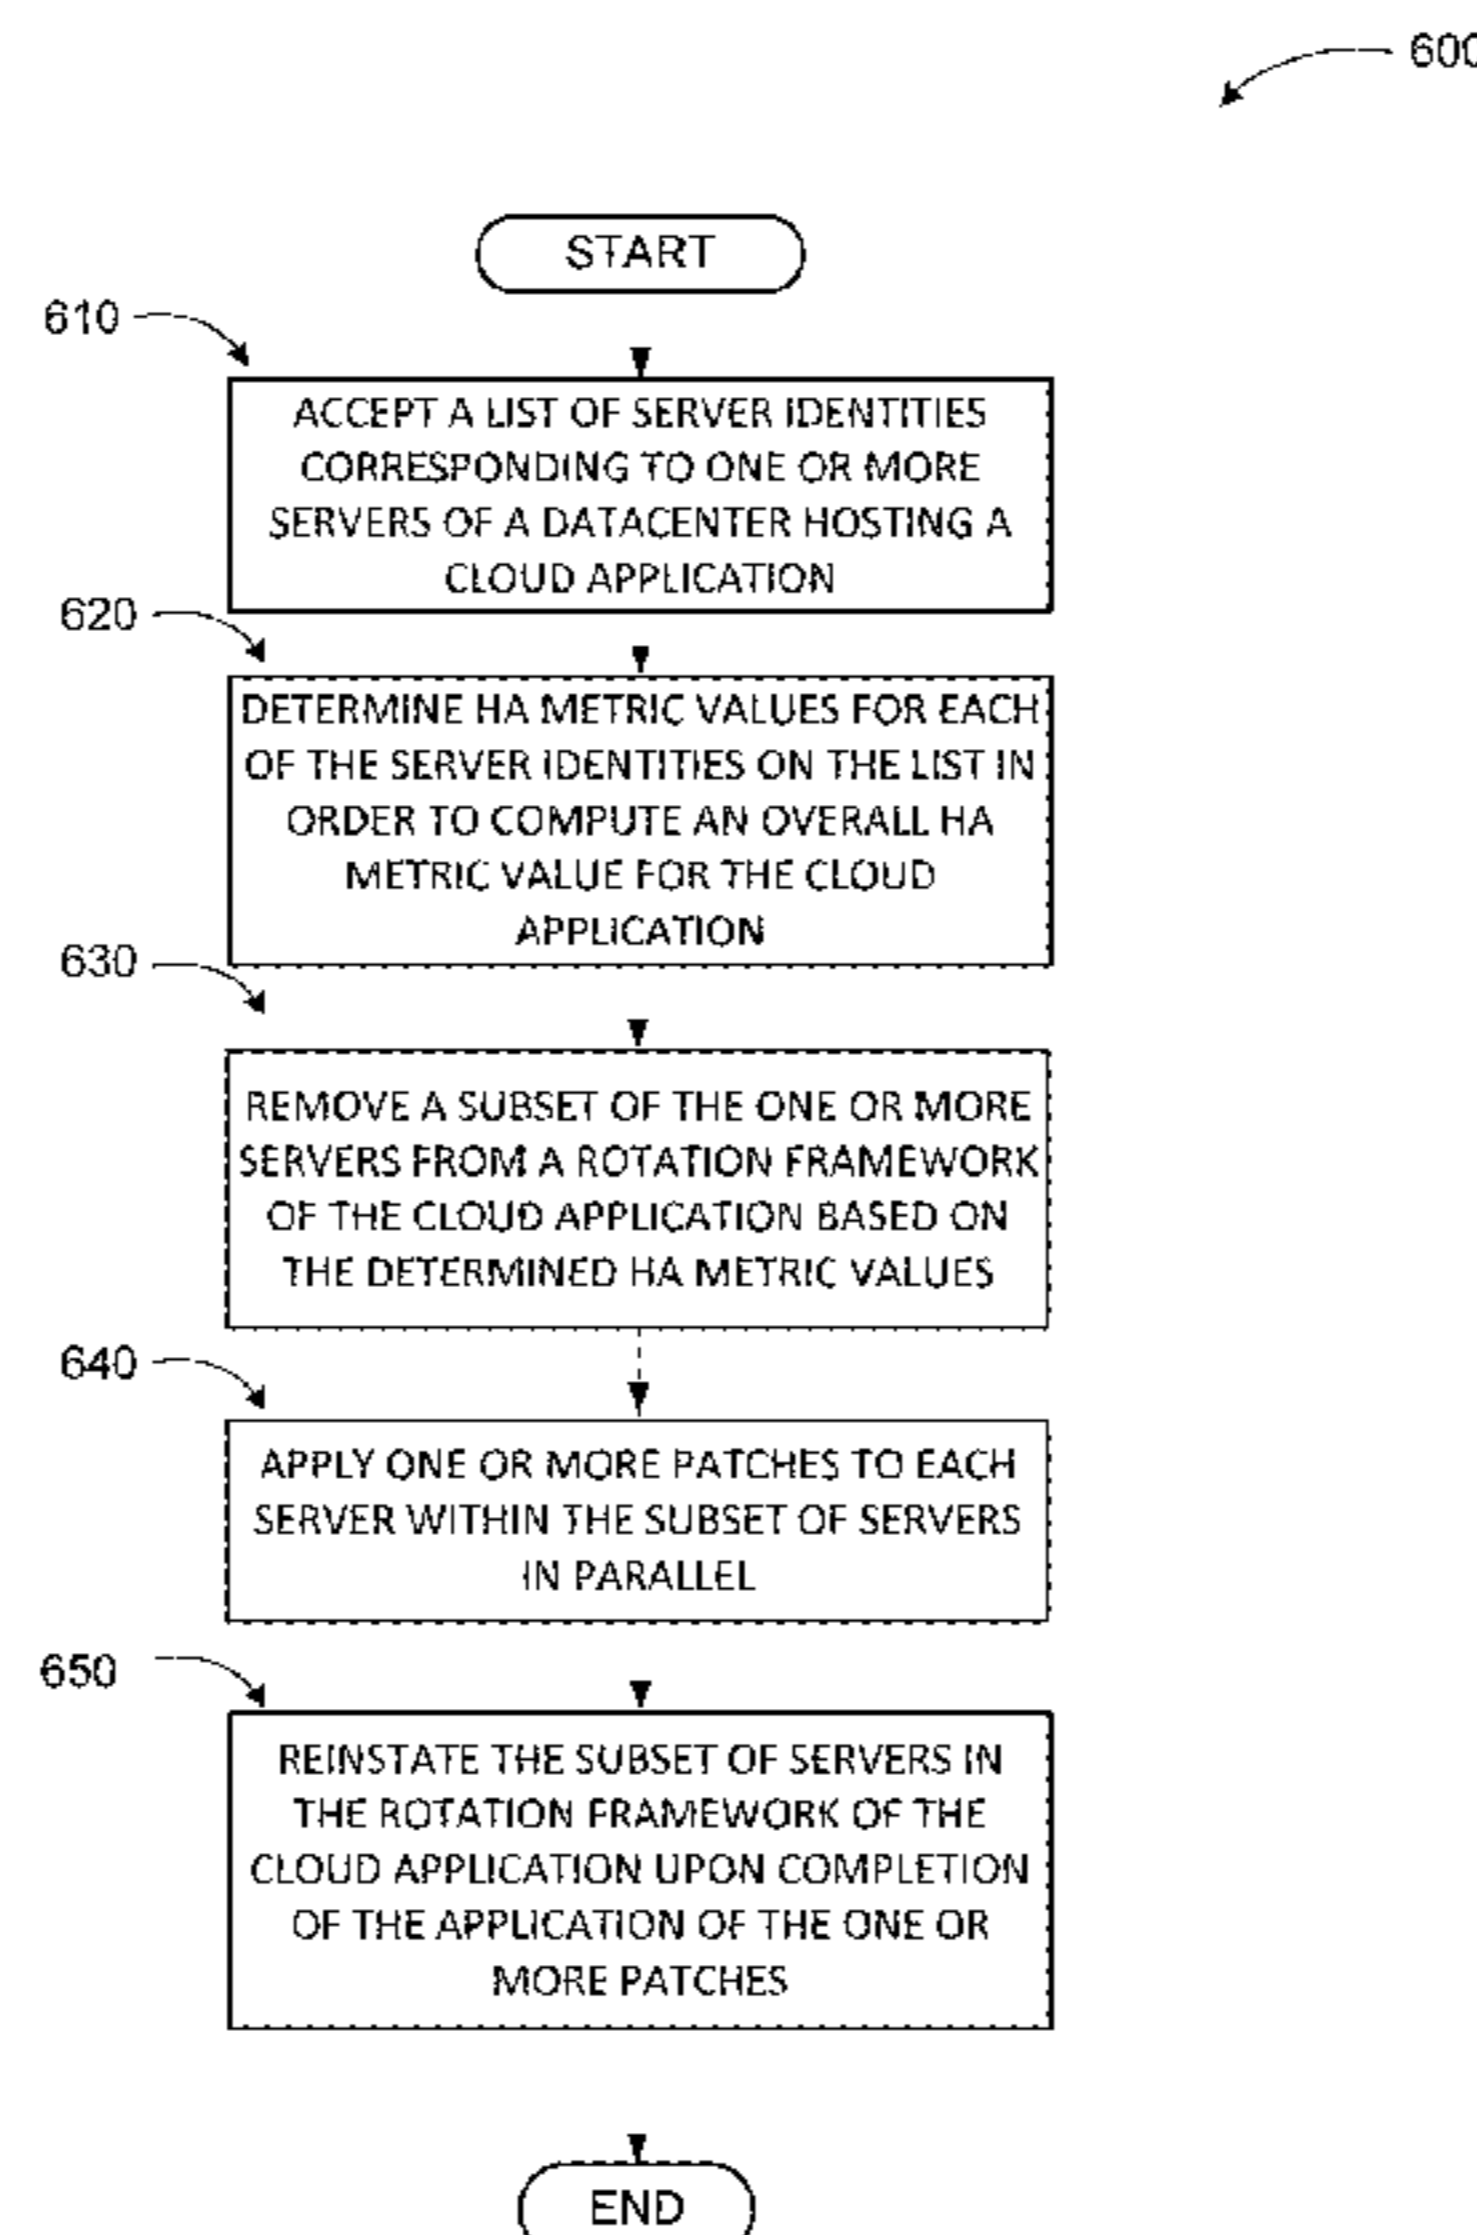 600
START
610
ACCEPT A LIST OF SERVER IDENTITIES
CORRESPONDING TO ONE OR MORE
SERVERS OF A DATACENTER HOSTING A
CLOUD APPLICATION
620
DETERMINE HA METRIC VALUES FOR EACH
OF THE SERVER IDENTITIES ON THE LIST IN
ORDER TO COMPUTE AN OVERALL HA
METRIC VALUE FOR THE CLOUD
APPLICATION
630
REMOVE A SUBSET OF THE ONE OR MORE
SERVERS FROM A ROTATION FRAMEWORK
OF THE CLOUD APPLICATION BASED ON
THE DETERMINED HA METRIC VALUES
640
APPLY ONE OR MORE PATCHES TO EACH
SERVER WITHIN THE SUBSET OF SERVERS
IN PARALLEL
650
REINSTATE THE SUBSET OF SERVERS IN
THE ROTATION FRAMEWORK OF THE
CLOUD APPLICATION UPON COMPLETION
OF THE APPLICATION OF THE ONE OR
MORE PATCHES
END